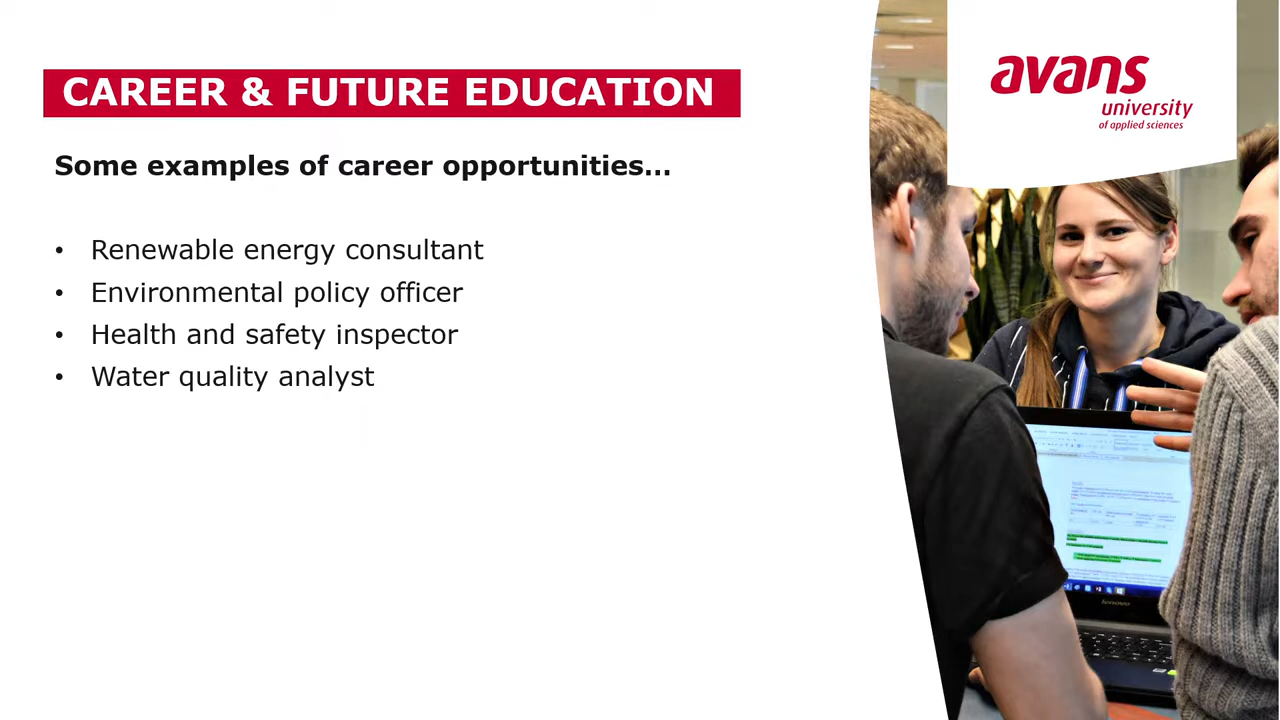 CAREER & FUTURE EDUCATION
Some examples of career opportunities…
• Renewable energy consultant
• Environmental policy officer
• Health and safety inspector
• Water quality analyst
avans
university
of applied sciences
lenovo